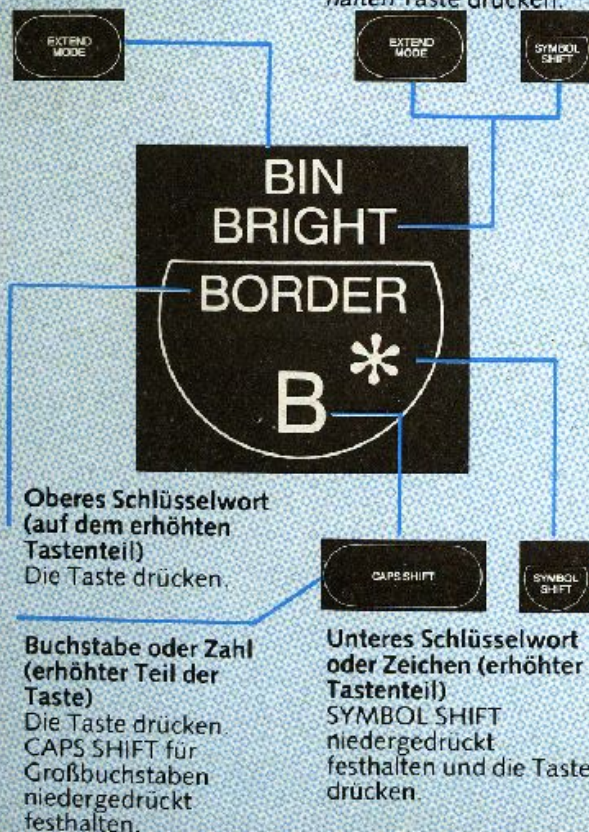 halten Taste drücken.
EXTEND
MODE
EXTEND
MODE
SYMBOL
SHIFT
BIN
BRIGHT
BORDER
B *
Oberes Schlüsselwort
(auf dem erhöhten
Tastenteil)
Die Taste drücken.
CAPS SHIFT
SYMBOL
SHIFT
Buchstabe oder Zahl
(erhöhter Teil der
Taste)
Die Taste drücken.
CAPS SHIFT für
Großbuchstaben
niedergedrückt
festhalten.
Unteres Schlüsselwort
oder Zeichen (erhöhter
Tastenteil)
SYMBOL SHIFT
niedergedrückt
festhalten und die Taste
drücken.